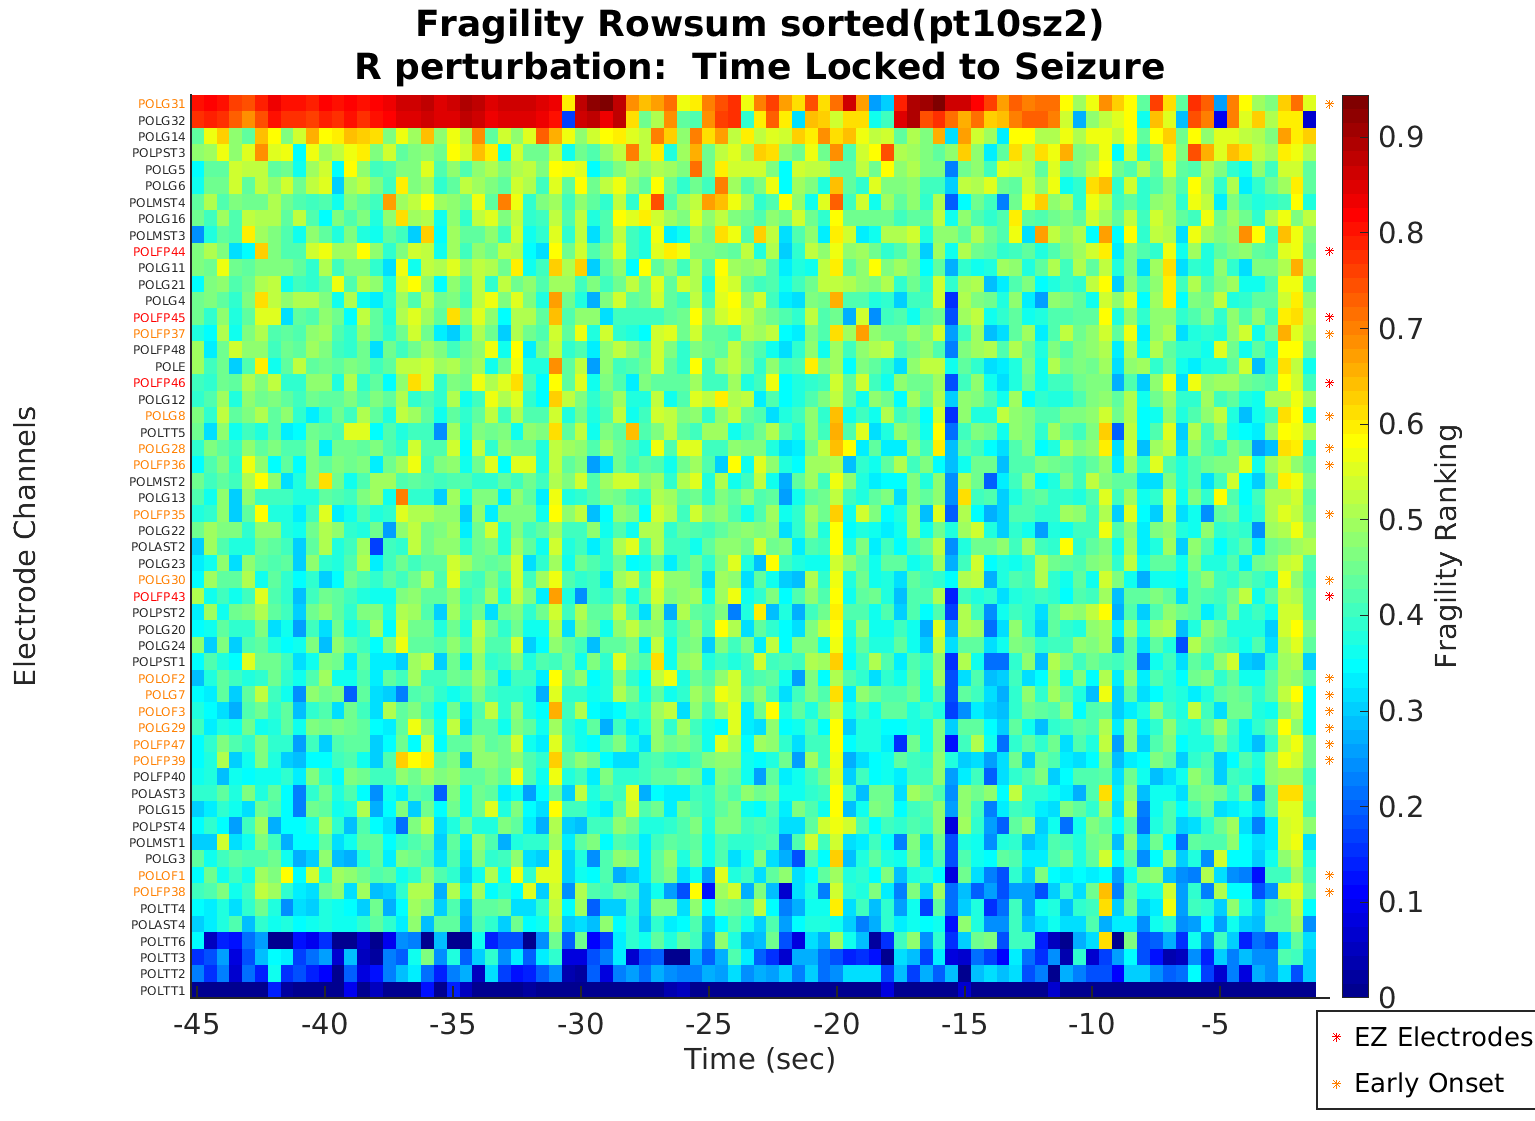 Fragility Rowsum sorted(pt10sz2)
R perturbation: Time Locked to Seizure
Electrode Channels
POLG31
POLG32
POLG14
POLPST3
POLG5
POLG6
POLMST4
POLG16
POLMST3
POLFP44
POLG11
POLG21
POLG4
POLFP45
POLFP37
POLFP48
POLE
POLFP46
POLG12
POLG8
POLTT5
POLG28
POLFP36
POLMST2
POLG13
POLFP35
POLG22
POLAST2
POLG23
POLG30
POLFP43
POLPST2
POLG20
POLG24
POLPST1
POLOF2
POLG7
POLOF3
POLG29
POLFP47
POLFP39
POLFP40
POLAST3
POLG15
POLPST4
POLMST1
POLG3
POLOF1
POLFP38
POLTT4
POLAST4
POLTT6
POLTT3
POLTT2
POLTT1
-45 -40 -35 -30 -25 -20 -15 -10 -5
Time (sec)
0.9
0.8
0.7
0.6
0.5
0.4
0.3
0.2
0.1
0
Fragility Ranking
EZ Electrodes
Early Onset